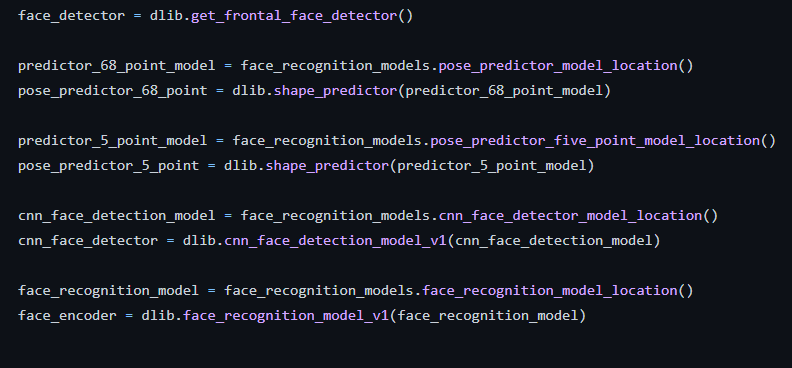 face_detector = dlib.get_frontal_face_detector()
predictor_68_point_model = face_recognition_models.pose_predictor_model_location()
pose_predictor_68_point = dlib.shape_predictor(predictor_68_point_model)
predictor_5_point_model = face_recognition_models.pose_predictor_five_point_model_location()
pose_predictor_5_point = dlib.shape_predictor(predictor_5_point_model)
cnn_face_detection_model = face_recognition_models.cnn_face_detector_model_location()
cnn_face_detector = dlib.cnn_face_detection_model_v1(cnn_face_detection_model)
face_recognition_model = face_recognition_models.face_recognition_model_location()
face_encoder = dlib.face_recognition_model_v1(face_recognition_model)